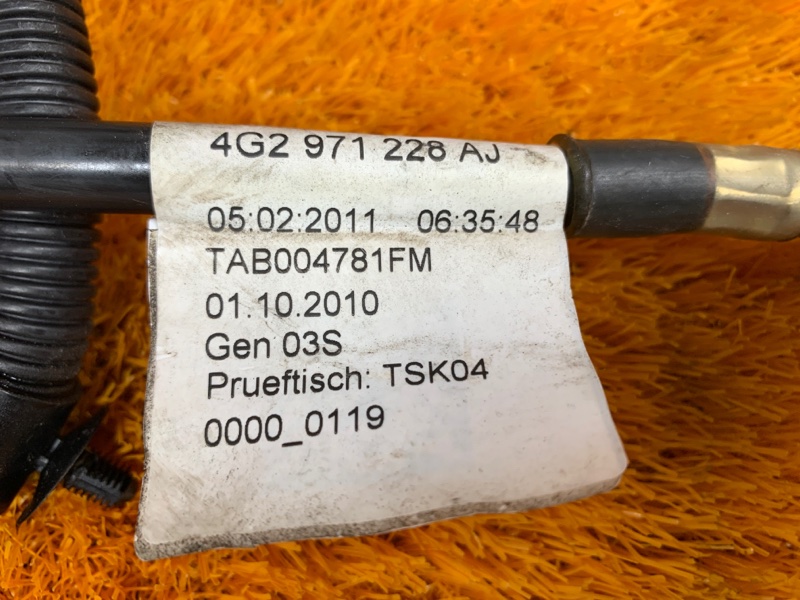 4G2 971 228 AJ
05:02:2011 06:35:48
TAB004781FM
01.10.2010
Gen 03S
Prueftisch: TSK04
0000_0119